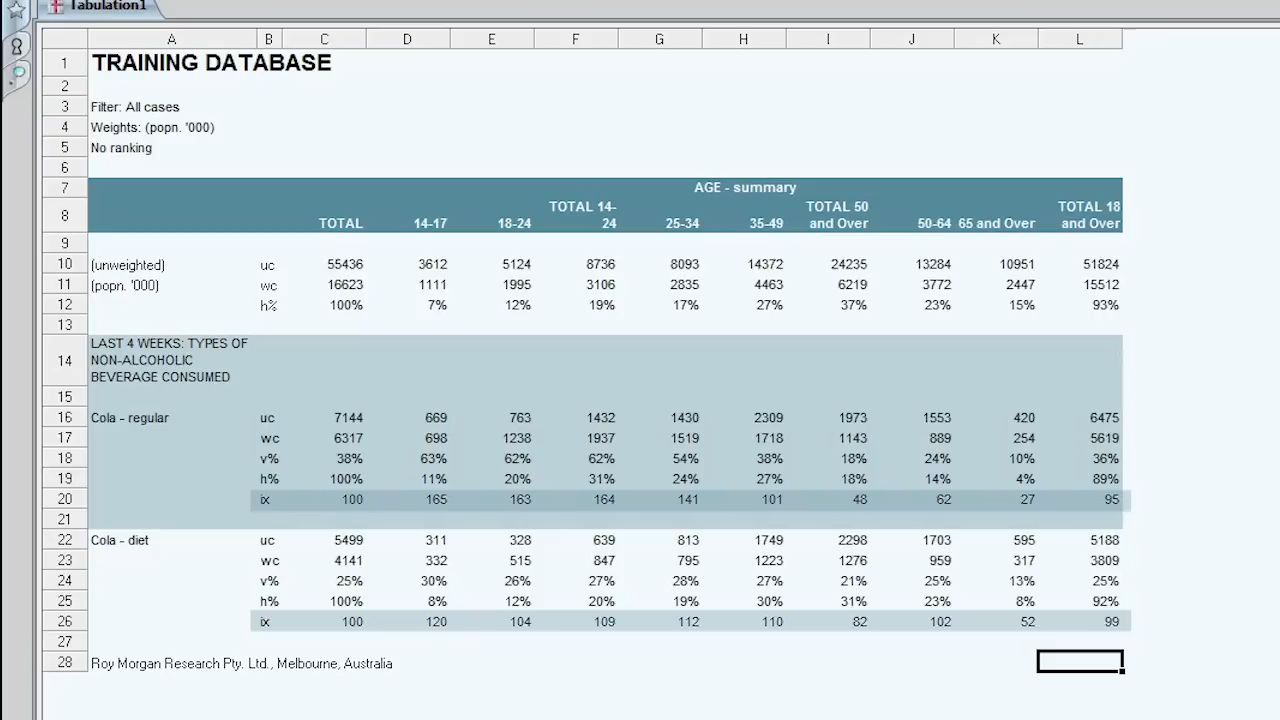 Tabulation1
A B C D E F G H I J K L
1 TRAINING DATABASE
2
3 Filter: All cases
4 Weights: (popn. '000)
5 No ranking
6
7 AGE - summary
8 TOTAL 14-17 18-24 TOTAL 14-24 25-34 35-49 TOTAL 50 and Over 50-64 65 and Over TOTAL 18 and Over
9
10 (unweighted) uc 55436 3612 5124 8736 8093 14372 24235 13284 10951 51824
11 (popn. '000) wc 16623 1111 1995 3106 2835 4463 6219 3772 2447 15512
12 h% 100% 7% 12% 19% 17% 27% 37% 23% 15% 93%
13
14 LAST 4 WEEKS: TYPES OF
NON-ALCOHOLIC
BEVERAGE CONSUMED
15
16 Cola - regular uc 7144 669 763 1432 1430 2309 1973 1553 420 6475
17 wc 6317 698 1238 1937 1519 1718 1143 889 254 5619
18 v% 38% 63% 62% 62% 54% 38% 18% 24% 10% 36%
19 h% 100% 11% 20% 31% 24% 27% 18% 14% 4% 89%
20 ix 100 165 163 164 141 101 48 62 27 95
21
22 Cola - diet uc 5499 311 328 639 813 1749 2298 1703 595 5188
23 wc 4141 332 515 847 795 1223 1276 959 317 3809
24 v% 25% 30% 26% 27% 28% 27% 21% 25% 13% 25%
25 h% 100% 8% 12% 20% 19% 30% 31% 23% 8% 92%
26 ix 100 120 104 109 112 110 82 102 52 99
27
28 Roy Morgan Research Pty. Ltd., Melbourne, Australia